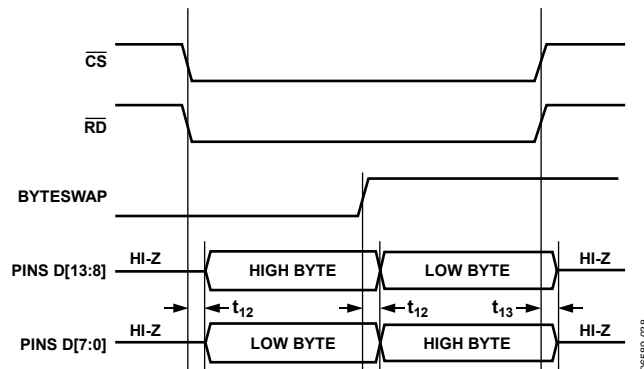 CS
RD
BYTESWAP
PINS D[13:8] HI-Z HIGH BYTE LOW BYTE HI-Z
t12 t12 t13
PINS D[7:0] HI-Z LOW BYTE HIGH BYTE HI-Z